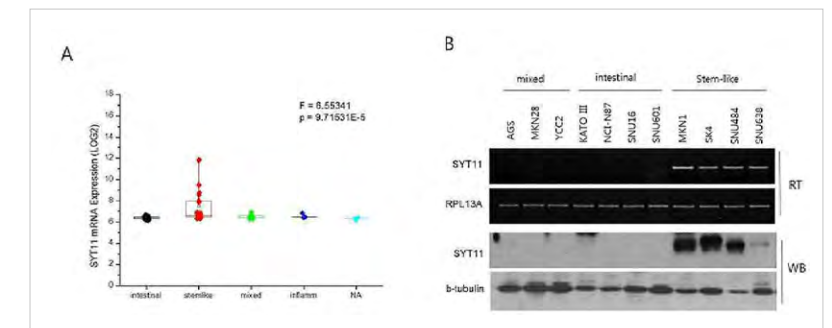 A
SYT11 mRNA Expression (LOG2)
18
16
14
12
10
8
6
4
2
0
F = 8.55341
p = 9.71531E-5
intestinal
stemlike
mixed
inflamm
NA
B
mixed
intestinal
Stem-like
AGS
MKN28
YCC2
KATO III
NCI-N87
SNU16
SNU601
MKN1
SK4
SNU484
SNU638
SYT11
RPL13A
RT
SYT11
b-tubulin
WB